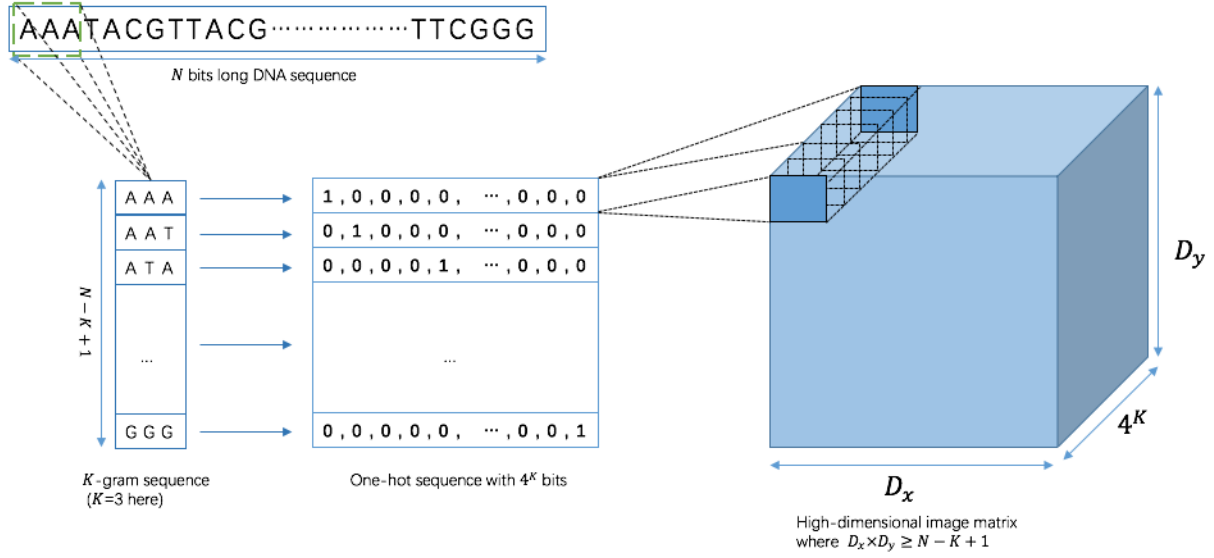 AAATACGTTACG⋯⋯⋯⋯⋯⋯TTCGGG
N bits long DNA sequence
A A A
1 , 0 , 0 , 0 , 0 , ⋯ , 0 , 0 , 0
A A T
0 , 1 , 0 , 0 , 0 , ⋯ , 0 , 0 , 0
A T A
0 , 0 , 0 , 0 , 1 , ⋯ , 0 , 0 , 0
N − K + 1
...
...
G G G
0 , 0 , 0 , 0 , 0 , ⋯ , 0 , 0 , 1
K-gram sequence
(K=3 here)
One-hot sequence with 4^K bits
D_y
4^K
D_x
High-dimensional image matrix
where D_x×D_y ≥ N − K + 1